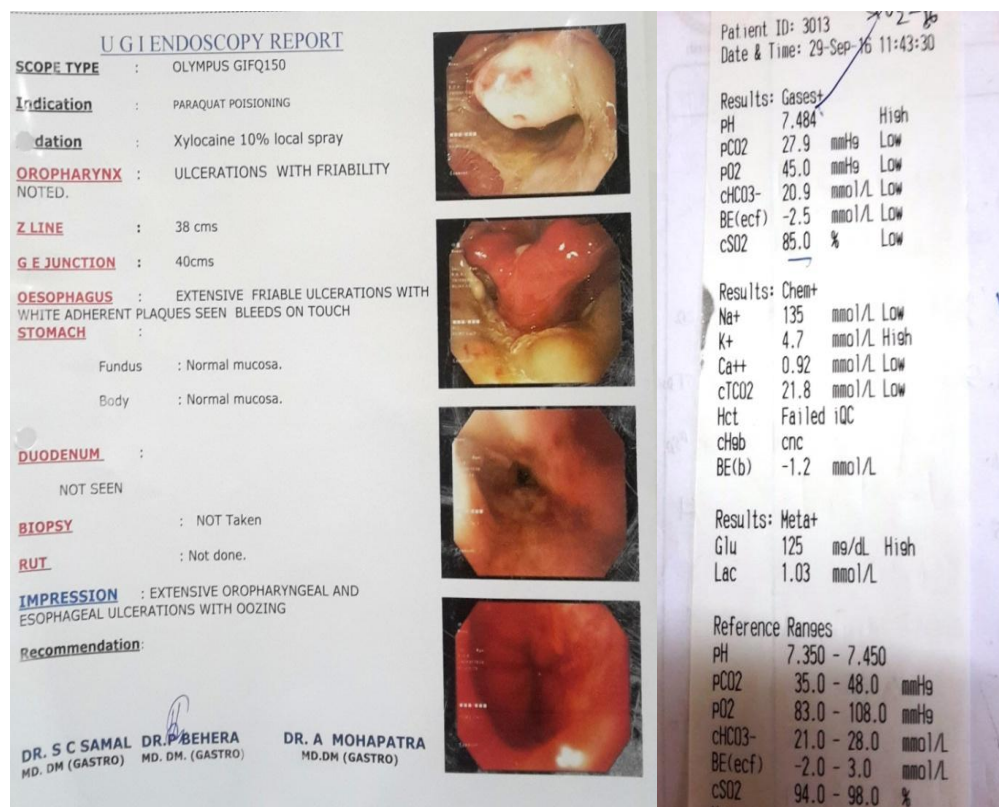 U G I ENDOSCOPY REPORT
SCOPE TYPE : OLYMPUS GIFQ150
Indication : PARAQUAT POISIONING
dation : Xylocaine 10% local spray
OROPHARYNX : ULCERATIONS WITH FRIABILITY
NOTED.
Z LINE : 38 cms
G E JUNCTION : 40cms
OESOPHAGUS : EXTENSIVE FRIABLE ULCERATIONS WITH
WHITE ADHERENT PLAQUES SEEN BLEEDS ON TOUCH
STOMACH :
Fundus : Normal mucosa.
Body : Normal mucosa.
DUODENUM :
NOT SEEN
BIOPSY : NOT Taken
RUT : Not done.
IMPRESSION : EXTENSIVE OROPHARYNGEAL AND
ESOPHAGEAL ULCERATIONS WITH OOZING
Recommendation:
DR. S C SAMAL DR.P BEHERA DR. A MOHAPATRA
MD. DM (GASTRO) MD. DM. (GASTRO) MD.DM (GASTRO)
Patient ID: 3013
Date & Time: 29-Sep-16 11:43:30
Results: Gases+
pH 7.484 High
pCO2 27.9 mmHg Low
pO2 45.0 mmHg Low
cHCO3- 20.9 mmol/L Low
BE(ecf) -2.5 mmol/L Low
cSO2 85.0 % Low
Results: Chem+
Na+ 135 mmol/L Low
K+ 4.7 mmol/L High
Ca++ 0.92 mmol/L Low
cTCO2 21.8 mmol/L Low
Hct Failed iQC
cHgb cnc
BE(b) -1.2 mmol/L
Results: Meta+
Glu 125 mg/dL High
Lac 1.03 mmol/L
Reference Ranges
pH 7.350 - 7.450
pCO2 35.0 - 48.0 mmHg
pO2 83.0 - 108.0 mmHg
cHCO3- 21.0 - 28.0 mmol/L
BE(ecf) -2.0 - 3.0 mmol/L
cSO2 94.0 - 98.0 %